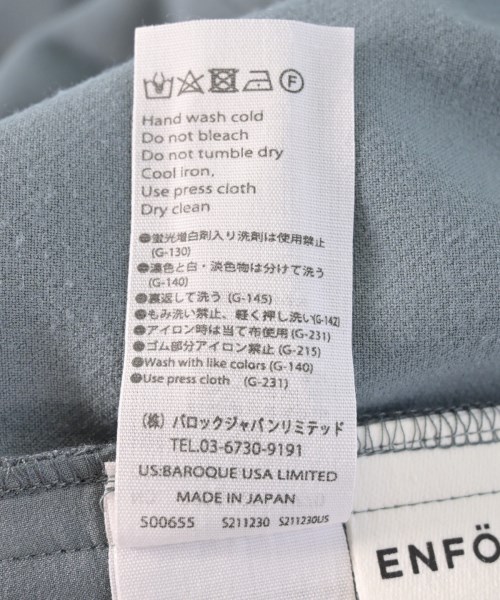 F
Hand wash cold
Do not bleach
Do not tumble dry
Cool iron,
Use press cloth
Dry clean
●蛍光増白剤入り洗剤は使用禁止
(G-130)
●濃色と白・淡色物は分けて洗う
(G-140)
●裏返して洗う (G-145)
●もみ洗い禁止、軽く押し洗い(G-142)
●アイロン時は当て布使用 (G-231)
●ゴム部分アイロン禁止 (G-215)
●Wash with like colors (G-140)
●Use press cloth (G-231)
(株) バロックジャパンリミテッド
TEL.03-6730-9191
US:BAROQUE USA LIMITED
MADE IN JAPAN
500655 S211230 S211230US
ENFÖ